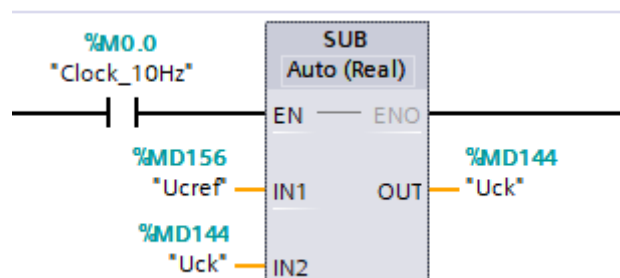 %M0.0
"Clock_10Hz"
SUB
Auto (Real)
EN
ENO
%MD156
"Ucref"
IN1
%MD144
"Uck"
OUT
%MD144
"Uck"
IN2